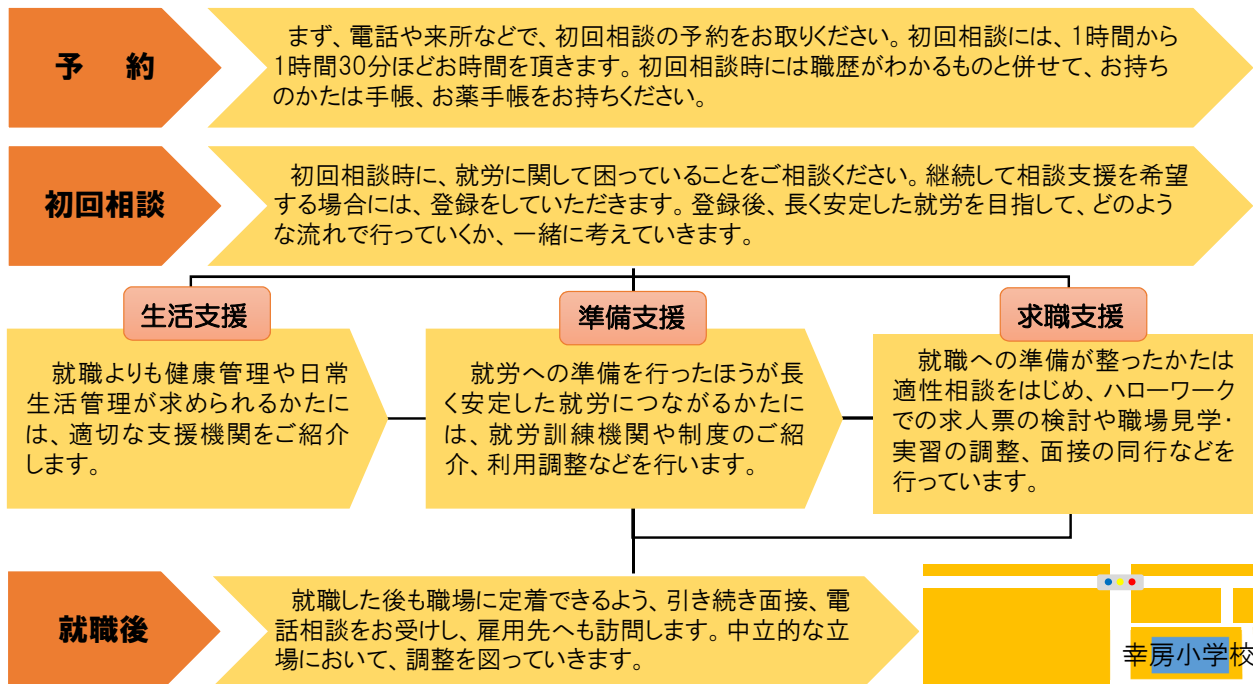 予 約
まず、電話や来所などで、初回相談の予約をお取りください。初回相談には、1時間から
1時間30分ほどお時間を頂きます。初回相談時には職歴がわかるものと併せて、お持ち
のかたは手帳、お薬手帳をお持ちください。
初回相談
初回相談時に、就労に関して困っていることをご相談ください。継続して相談支援を希望
する場合には、登録をしていただきます。登録後、長く安定した就労を目指して、どのよう
な流れで行っていくか、一緒に考えていきます。
生活支援
就職よりも健康管理や日常
生活管理が求められるかたに
は、適切な支援機関をご紹介
します。
準備支援
就労への準備を行ったほうが長
く安定した就労につながるかたに
は、就労訓練機関や制度のご紹
介、利用調整などを行います。
求職支援
就職への準備が整ったかたは
適性相談をはじめ、ハローワーク
での求人票の検討や職場見学・
実習の調整、面接の同行などを
行っています。
就職後
就職した後も職場に定着できるよう、引き続き面接、電
話相談をお受けし、雇用先へも訪問します。中立的な立
場において、調整を図っていきます。
幸房小学校